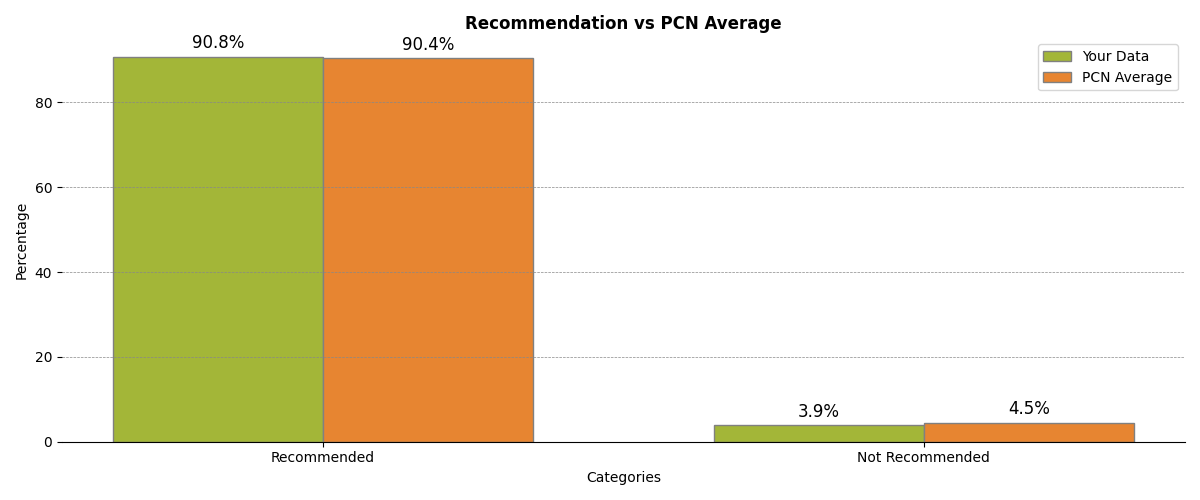 Recommendation vs PCN Average
90.8%
90.4%
Your Data
PCN Average
80
60
40
20
0
Percentage
3.9%
4.5%
Recommended
Not Recommended
Categories